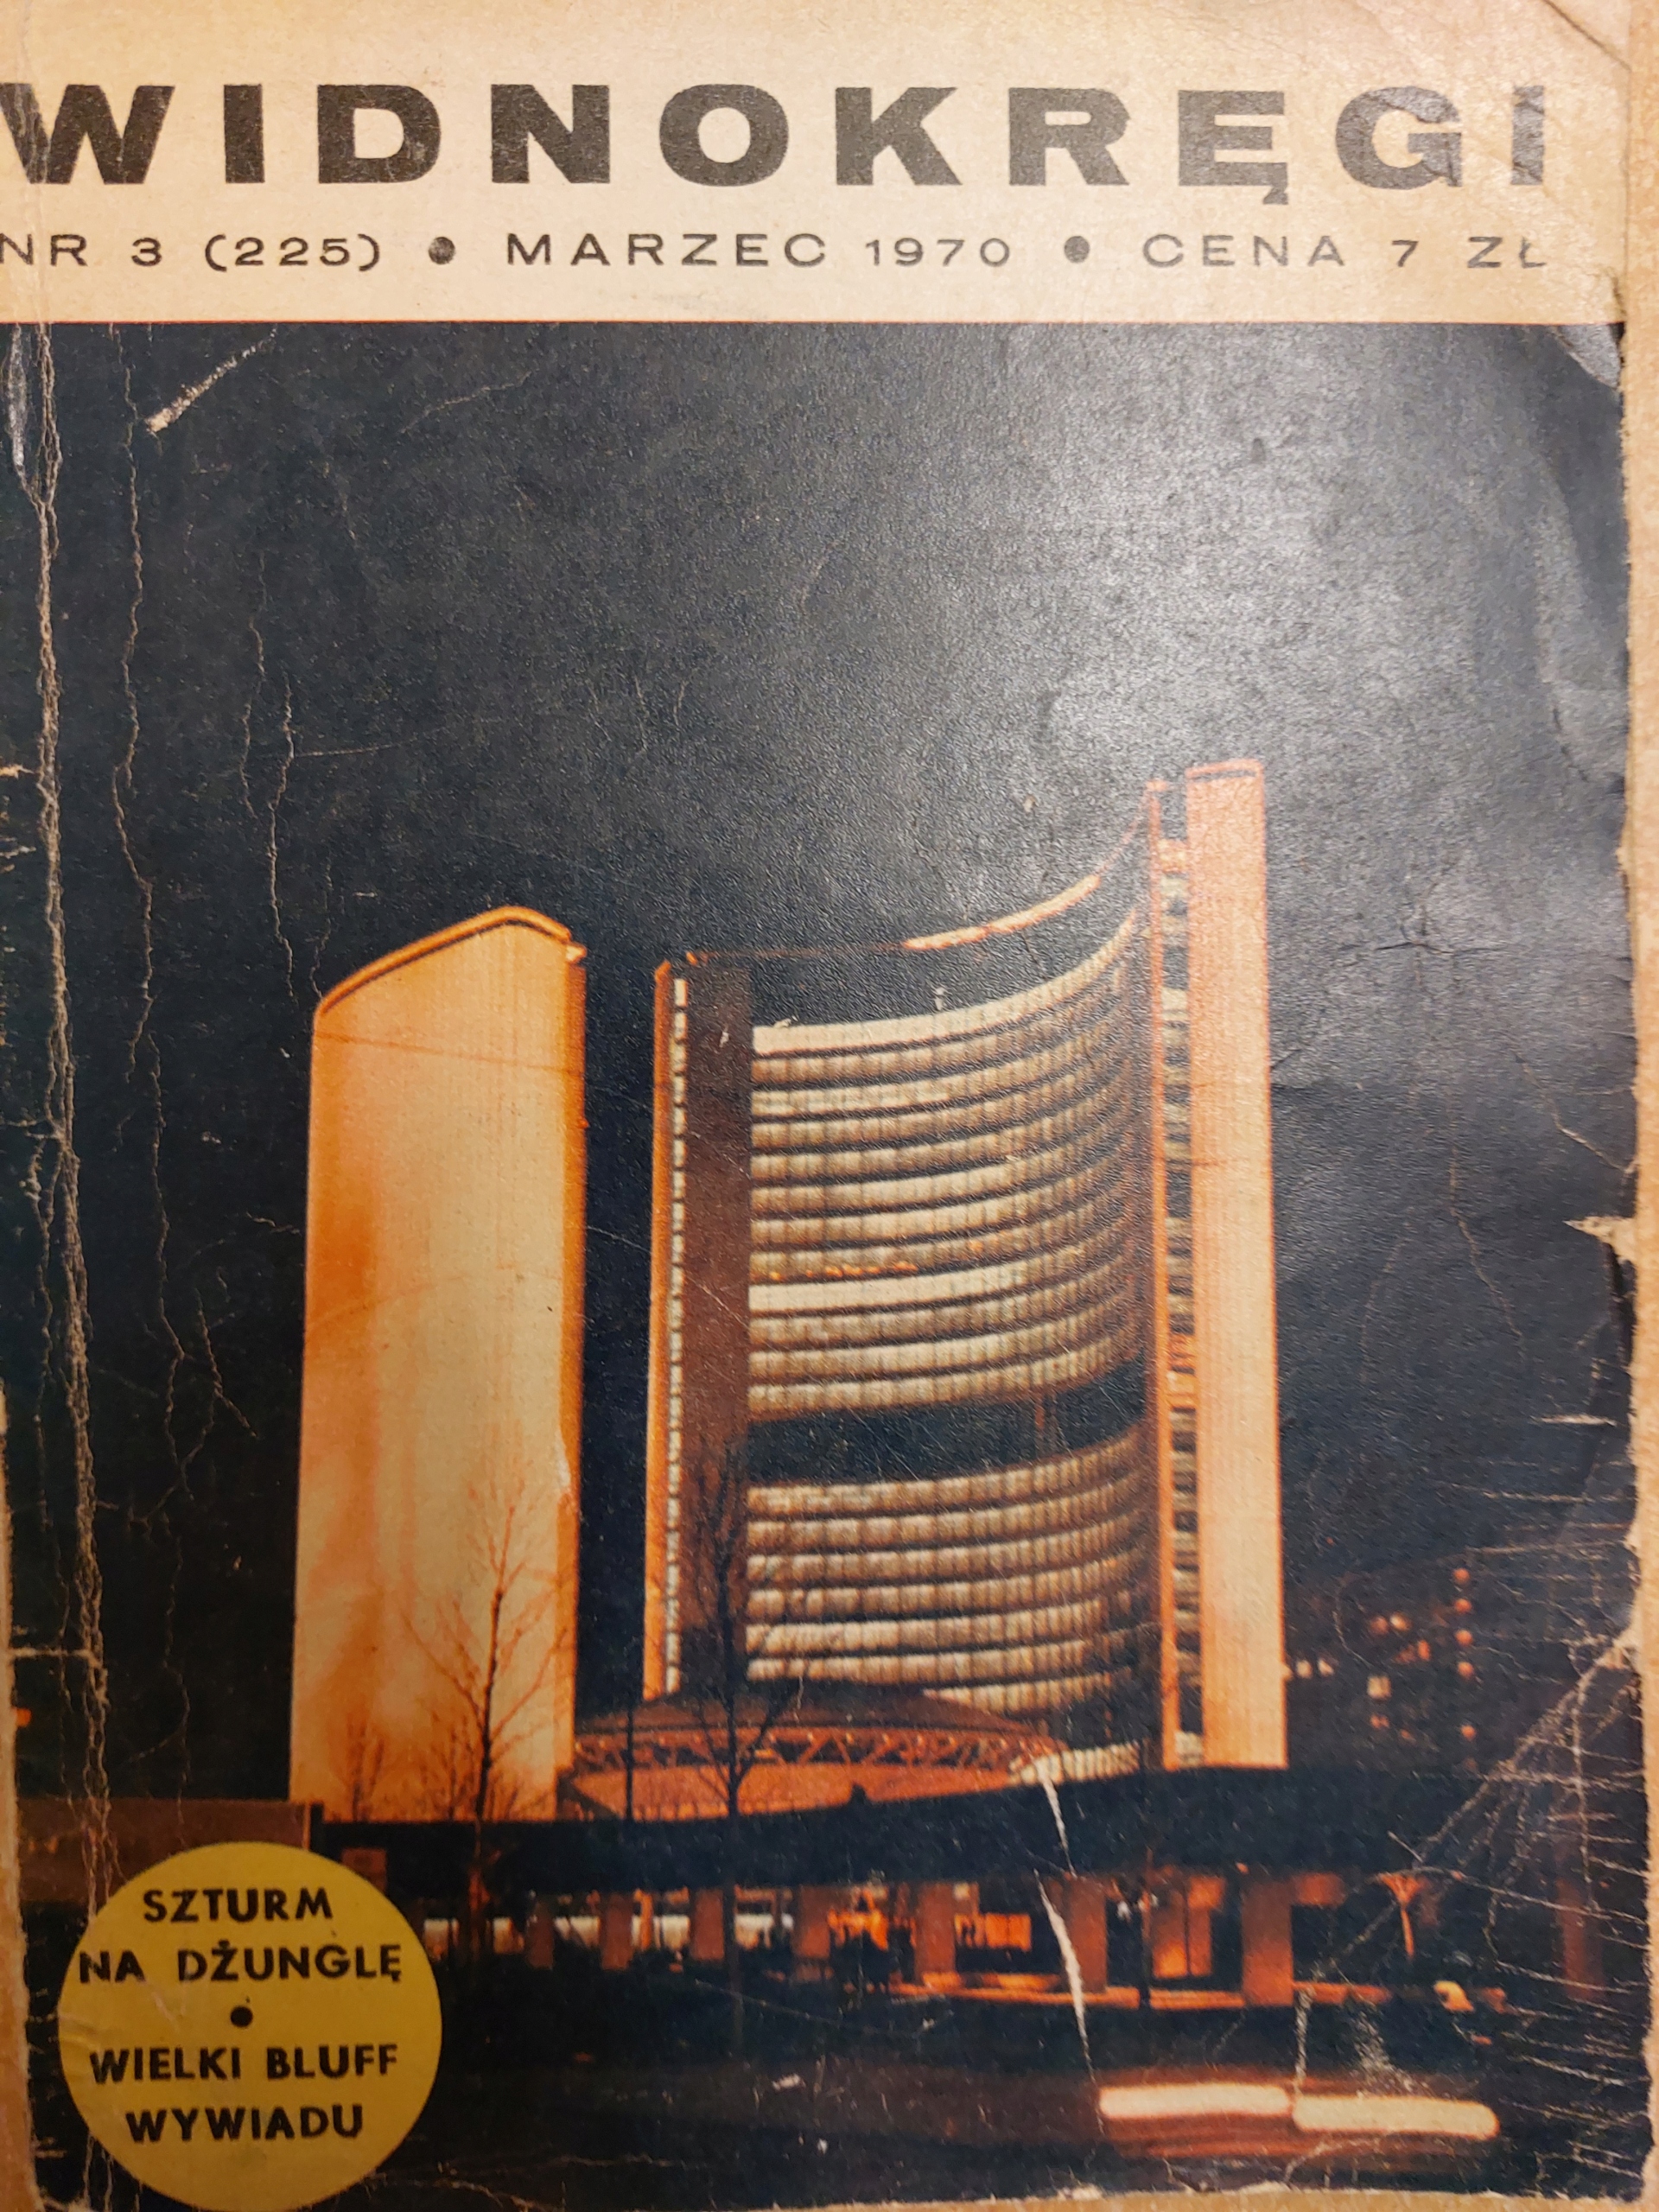 WIDNOKRĘGI
NR 3 (225) ● MARZEC 1970 ● CENA 7 ZŁ
SZTURM
NA DŻUNGLĘ
●
WIELKI BLUFF
WYWIADU